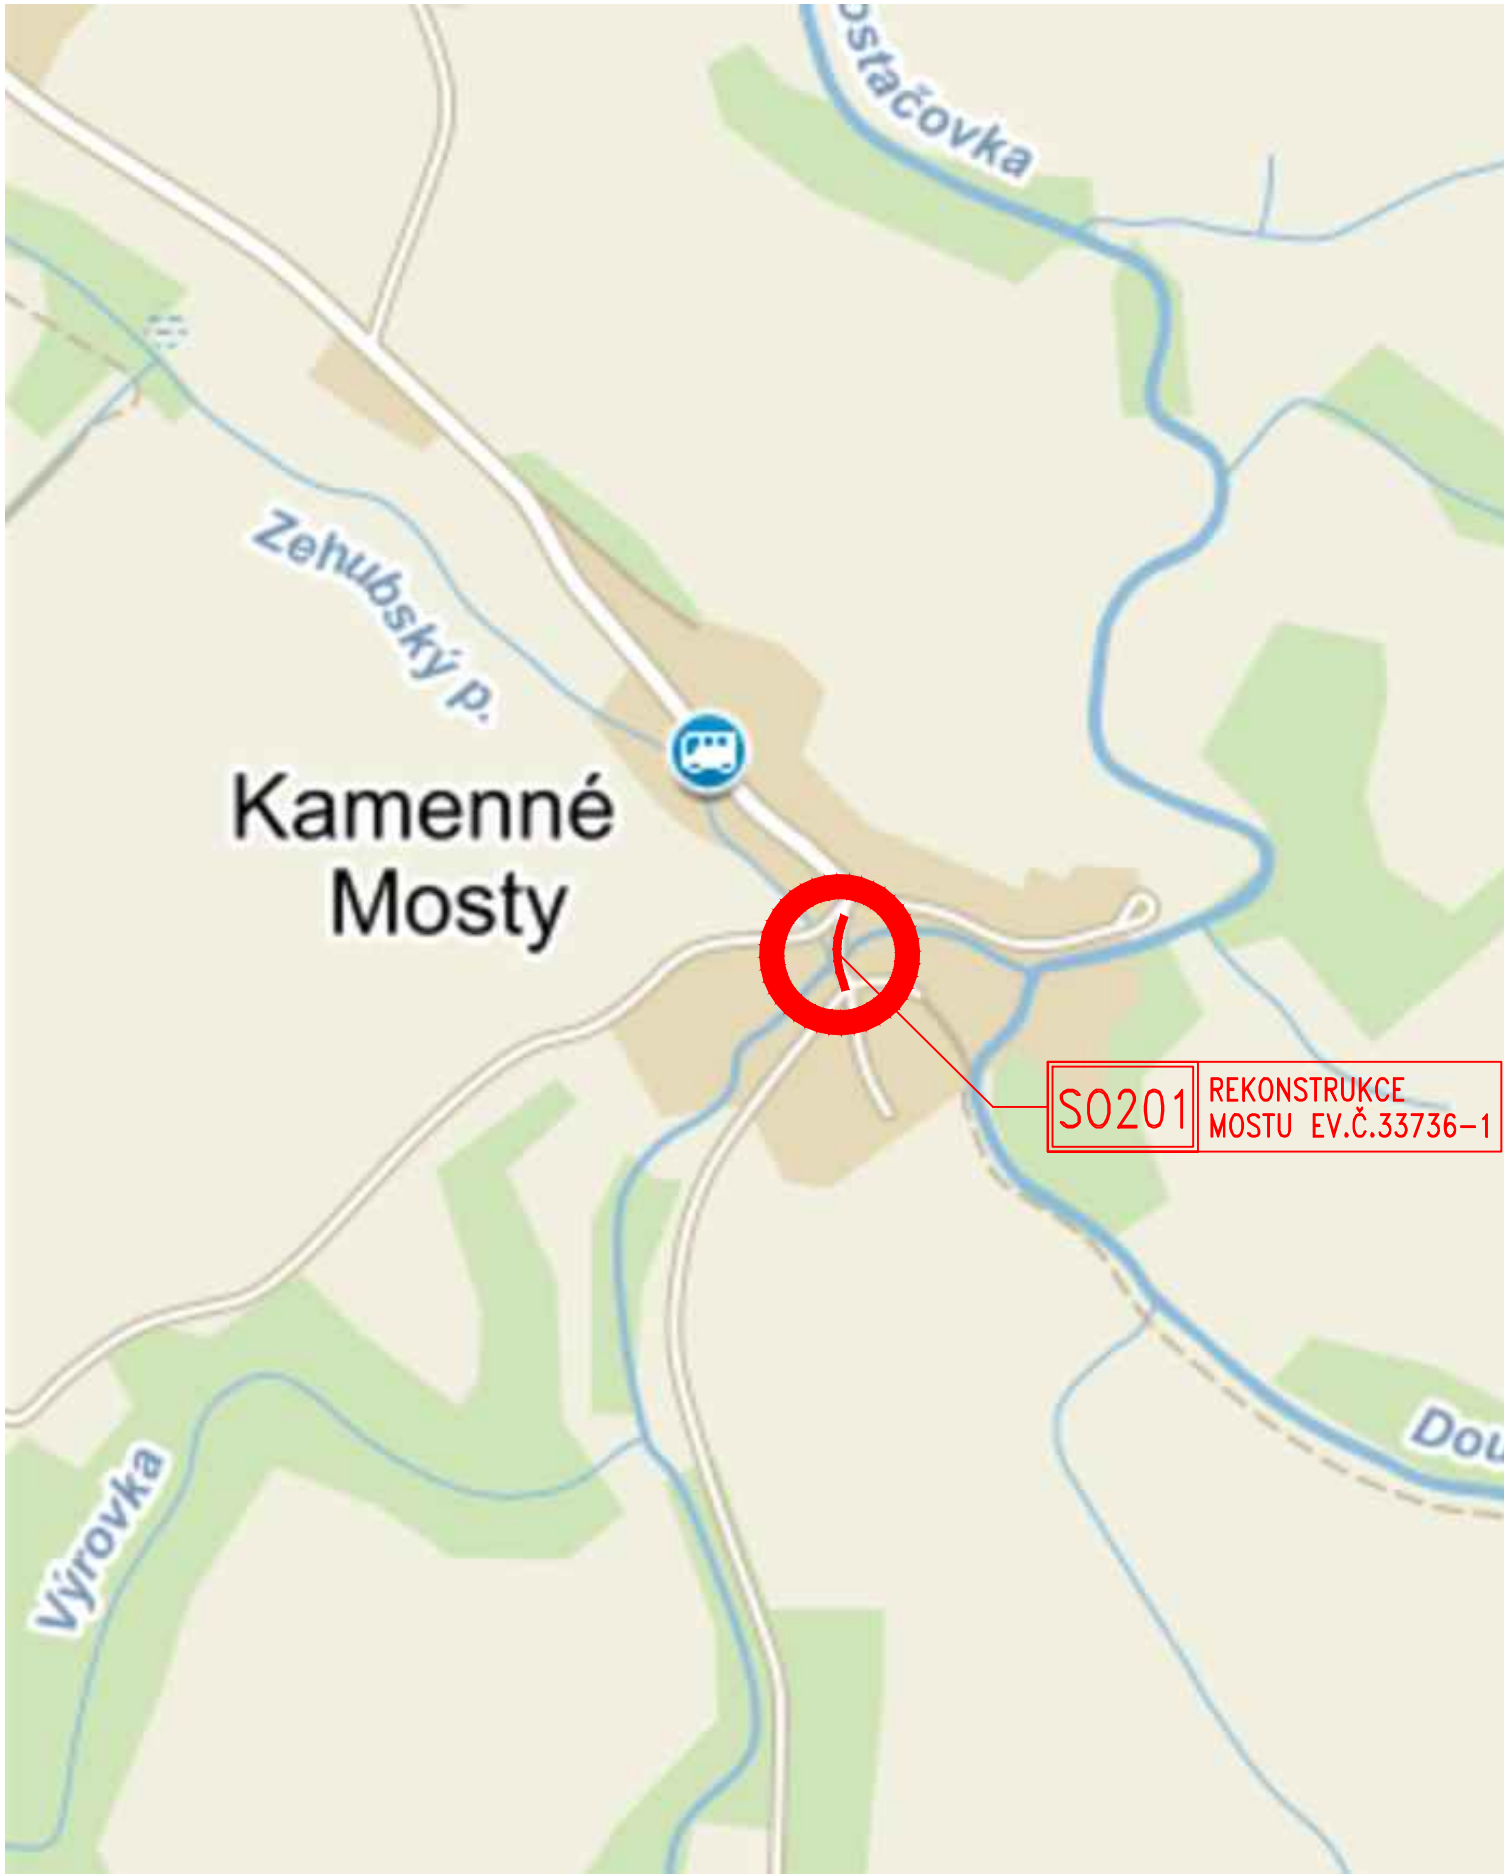 ostačovka
Zehubský p.
Kamenné
Mosty
SO201
REKONSTRUKCE
MOSTU EV.Č.33736-1
Dou
Výrovka